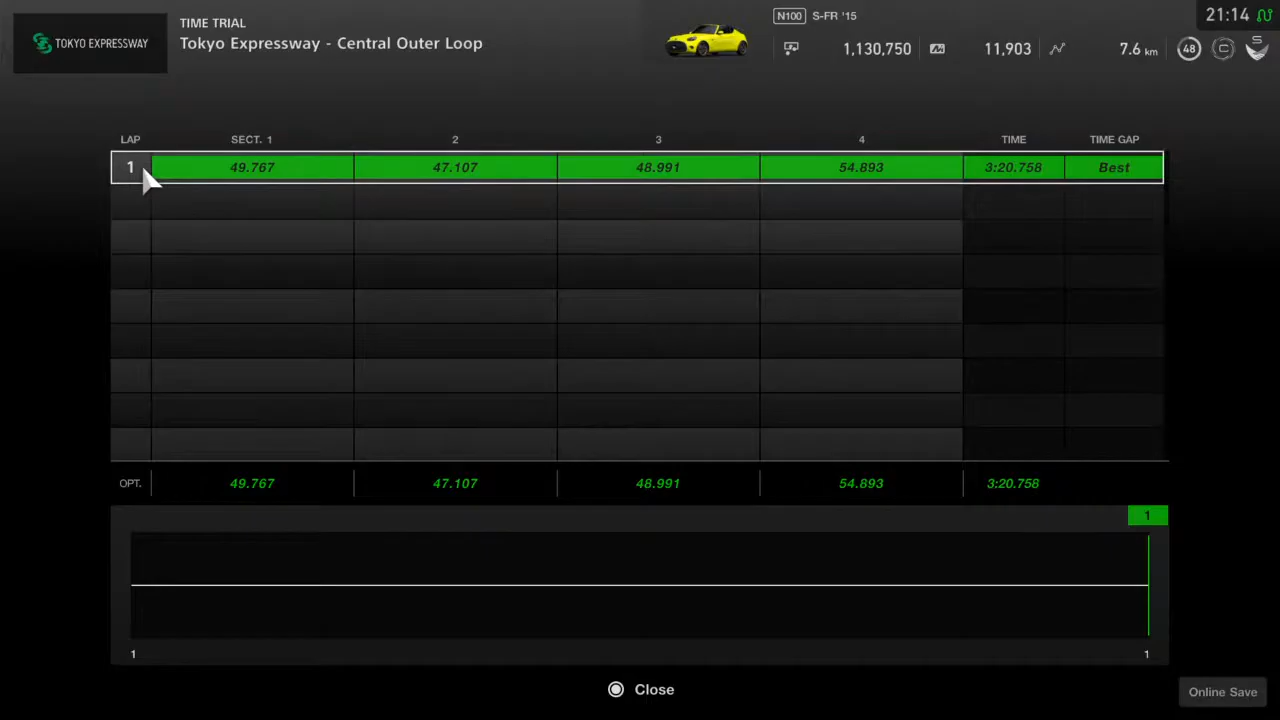 TOKYO EXPRESSWAY
TIME TRIAL
Tokyo Expressway - Central Outer Loop
N100 S-FR '15
1,130,750 11,903 7.6 km 48 C S
21:14
LAP SECT. 1 2 3 4 TIME TIME GAP
1 49.767 47.107 48.991 54.893 3:20.758 Best
OPT. 49.767 47.107 48.991 54.893 3:20.758
1
1 1
Close
Online Save